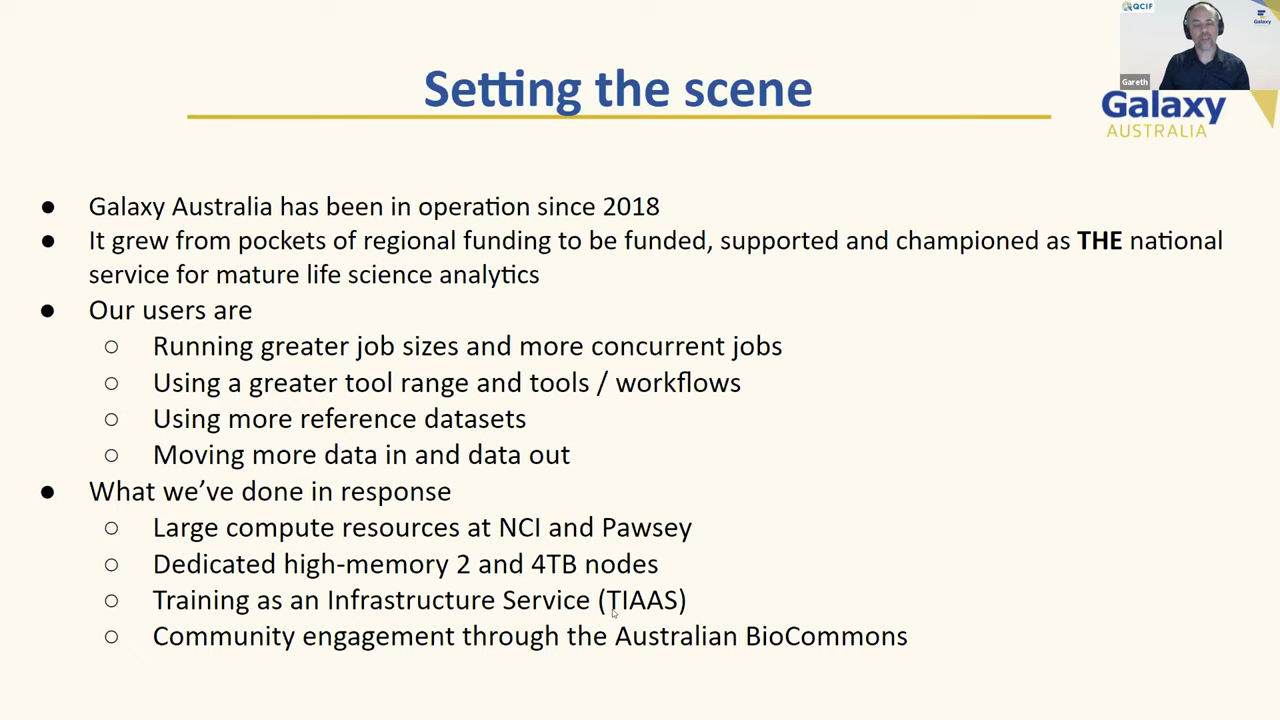 QCIF
Galaxy
Gareth
Setting the scene
Galaxy
AUSTRALIA
● Galaxy Australia has been in operation since 2018
● It grew from pockets of regional funding to be funded, supported and championed as THE national
service for mature life science analytics
● Our users are
○ Running greater job sizes and more concurrent jobs
○ Using a greater tool range and tools / workflows
○ Using more reference datasets
○ Moving more data in and data out
● What we’ve done in response
○ Large compute resources at NCI and Pawsey
○ Dedicated high-memory 2 and 4TB nodes
○ Training as an Infrastructure Service (TIAAS)
○ Community engagement through the Australian BioCommons